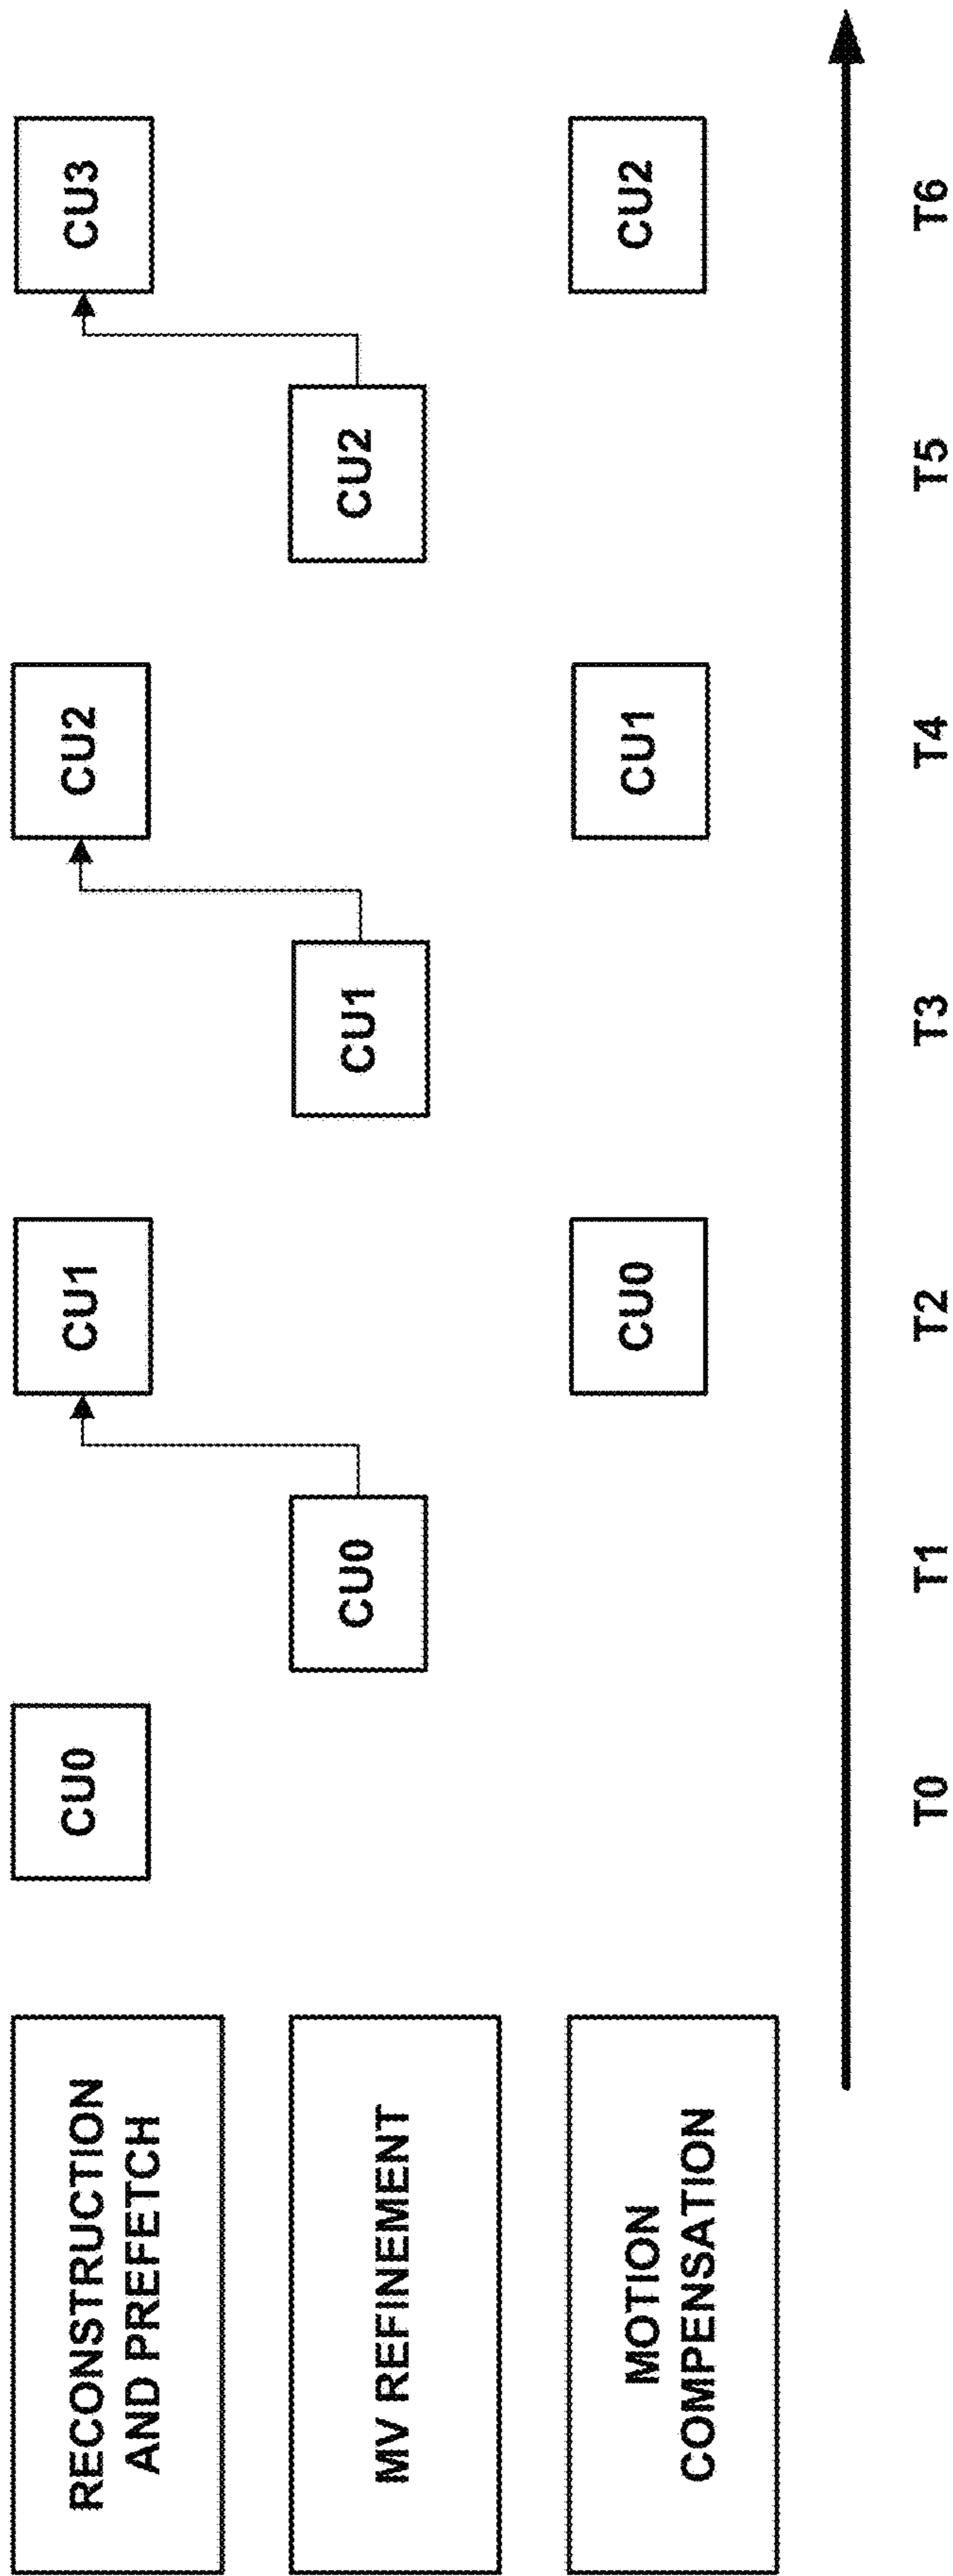 RECONSTRUCTION
AND PREFETCH
CU0
CU1
CU2
CU3
MV REFINEMENT
CU0
CU1
CU2
MOTION
COMPENSATION
CU0
CU1
CU2
T0
T1
T2
T3
T4
T5
T6